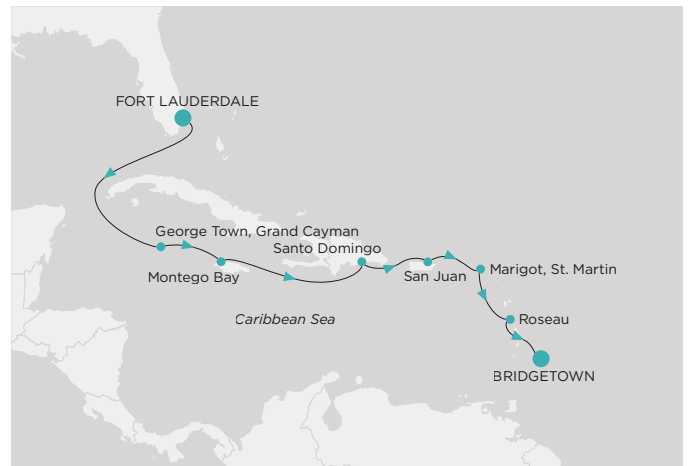 FORT LAUDERDALE
George Town, Grand Cayman
Santo Domingo
Montego Bay
San Juan
Marigot, St. Martin
Caribbean Sea
Roseau
BRIDGETOWN